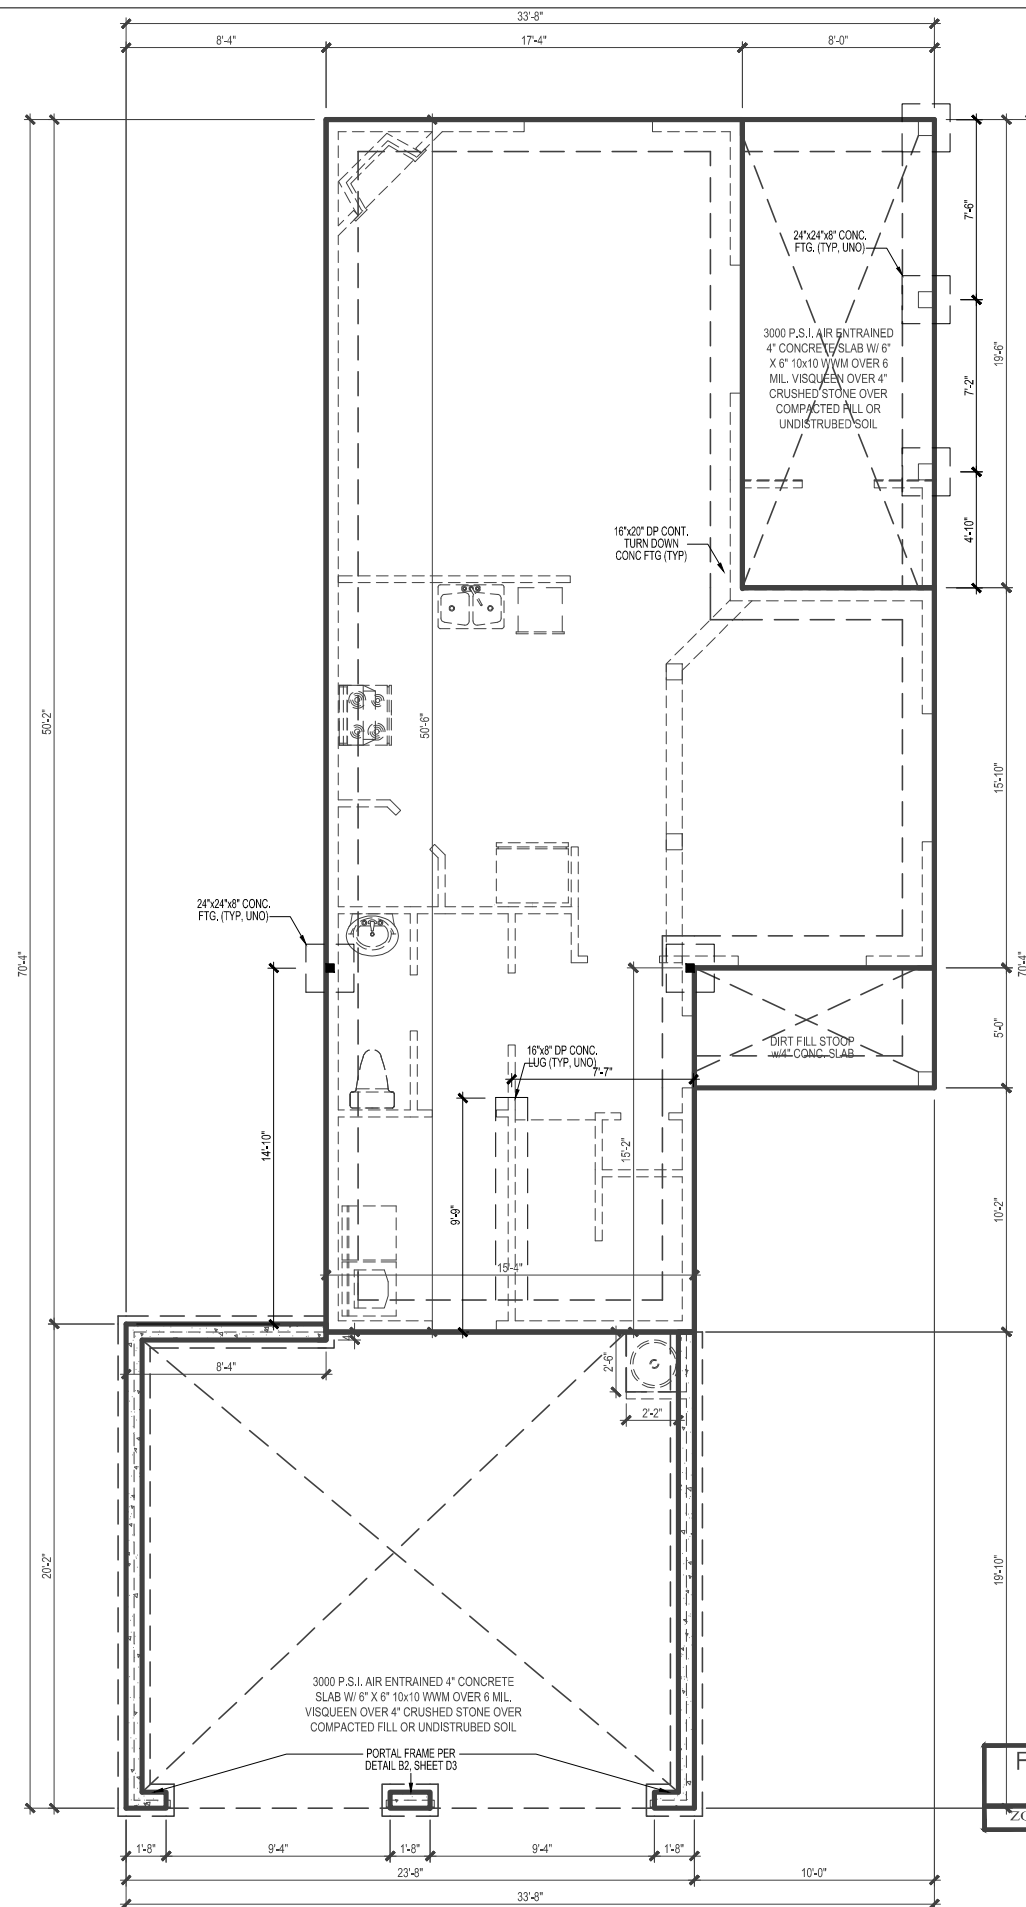 33'-8"
8'-4"
17'-4"
8'-0"
7'-6"
24"x24"x8" CONC.
FTG. (TYP, UNO)
3000 P.S.I. AIR ENTRAINED
4" CONCRETE SLAB W/ 6"
X 6" 10x10 WWM OVER 6
MIL. VISQUEEN OVER 4"
CRUSHED STONE OVER
COMPACTED FILL OR
UNDISTRUBED SOIL
19'-6"
7'-2"
16"x20" DP CONT.
TURN DOWN
CONC FTG (TYP)
4'-10"
50'-2"
50'-6"
15'-10"
24"x24"x8" CONC.
FTG, (TYP, UNO)
70'-4"
70'-4"
5'-0"
DIRT FILL STOOP
w/4" CONC. SLAB
16"x8" DP CONC.
LUG (TYP, UNO)
7'-7"
14'-10"
15'-2"
9'-9"
10'-2"
15'-4"
4"
8'-4"
2'-6"
2'-2"
20'-2"
19'-10"
3000 P.S.I. AIR ENTRAINED 4" CONCRETE
SLAB W/ 6" X 6" 10x10 WWM OVER 6 MIL.
VISQUEEN OVER 4" CRUSHED STONE OVER
COMPACTED FILL OR UNDISTRUBED SOIL
PORTAL FRAME PER
DETAIL B2, SHEET D3
F
ZO
1'-8"
9'-4"
1'-8"
9'-4"
1'-8"
23'-8"
10'-0"
33'-8"